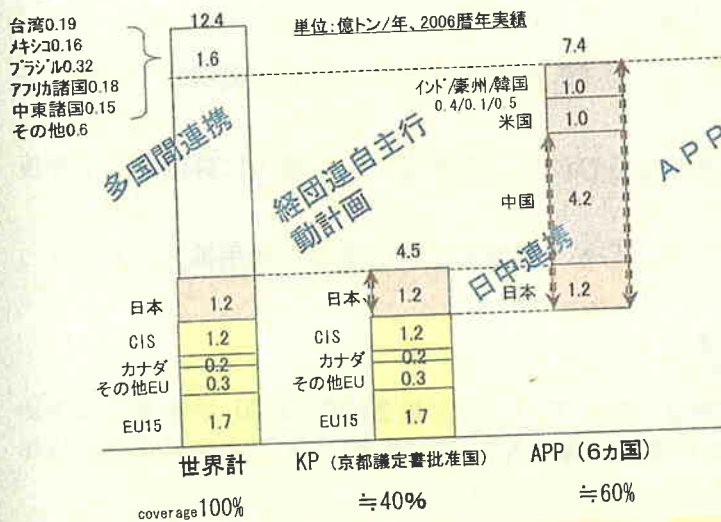 単位:億トン/年、2006暦年実績
台湾0.19
メキシコ0.16
ブラジル0.32
アフリカ諸国0.18
中東諸国0.15
その他0.6
12.4
1.6
多国間連携
日本 1.2
CIS 1.2
カナダ 0.2
その他EU 0.3
EU15 1.7
世界計
coverage100%
経団連自主行
動計画
4.5
日本 1.2
CIS 1.2
カナダ 0.2
その他EU 0.3
EU15 1.7
KP (京都議定書批准国)
≒40%
7.4
インド/豪州/韓国 1.0
0.4/0.1/0.5
米国 1.0
中国 4.2
日中連携
日本 1.2
APP (6カ国)
≒60%
APP